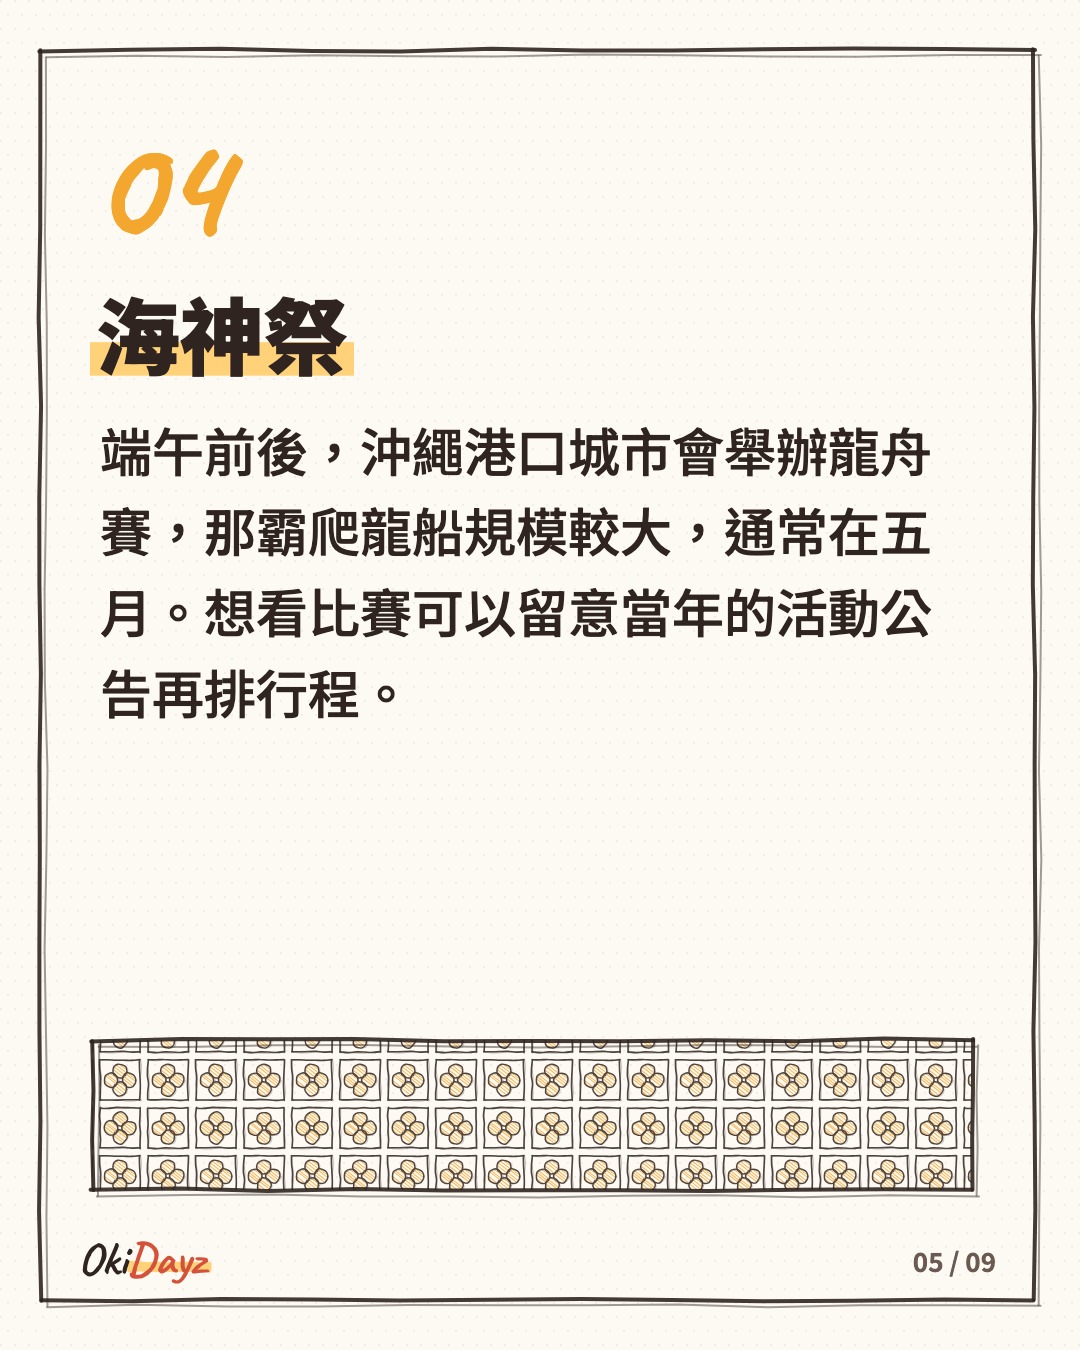 04
海神祭
端午前後，沖繩港口城市會舉辦龍舟
賽，那霸爬龍船規模較大，通常在五
月。想看比賽可以留意當年的活動公
告再排行程。
OkiDayz
05 / 09